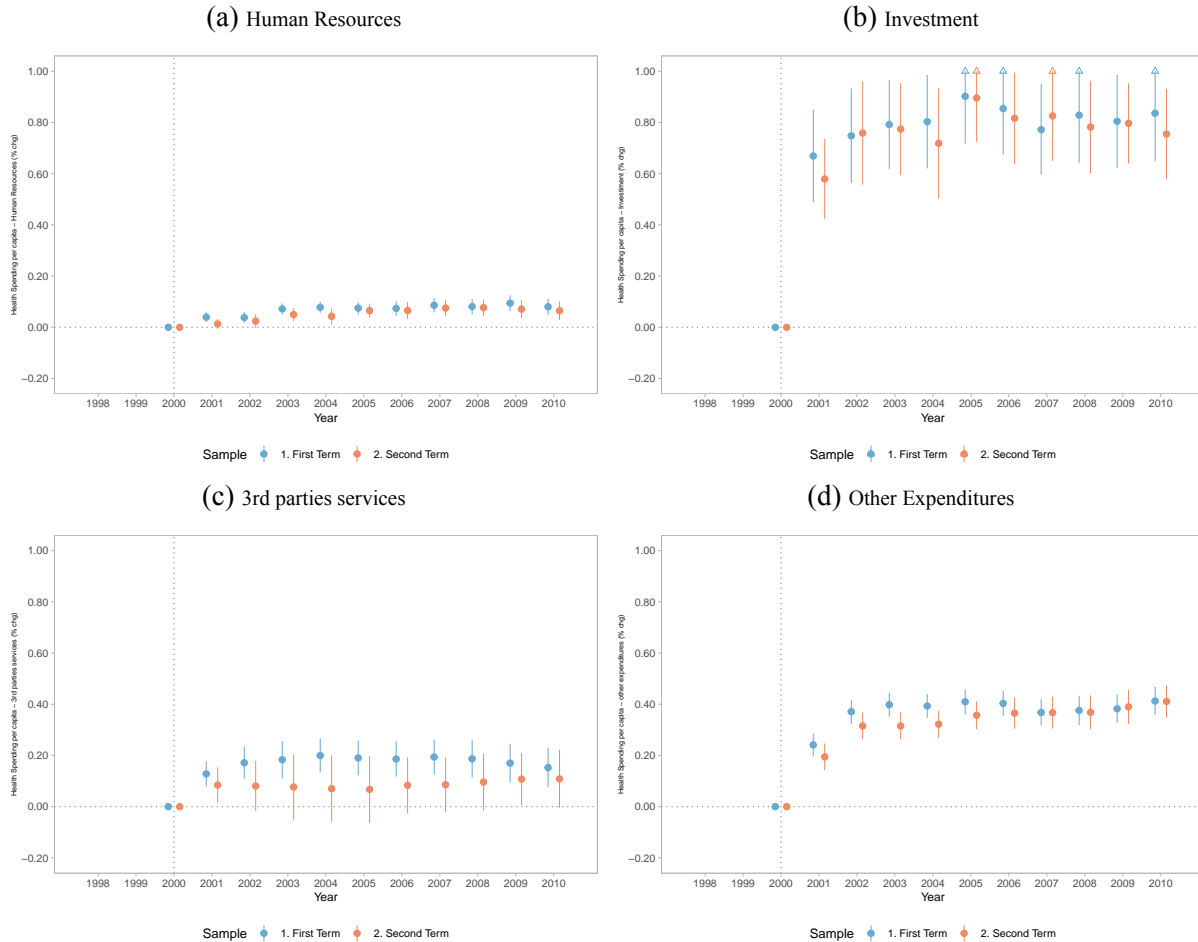 (a) Human Resources
Health Spending per capita – Human Resources (% chg)
1.00
0.80
0.60
0.40
0.20
0.00
−0.20
1998 1999 2000 2001 2002 2003 2004 2005 2006 2007 2008 2009 2010
Year
Sample 1. First Term 2. Second Term
(b) Investment
Health Spending per capita – Investiment (% chg)
1.00
0.80
0.60
0.40
0.20
0.00
−0.20
1998 1999 2000 2001 2002 2003 2004 2005 2006 2007 2008 2009 2010
Year
Sample 1. First Term 2. Second Term
(c) 3rd parties services
Health Spending per capita – 3rd parties services (% chg)
1.00
0.80
0.60
0.40
0.20
0.00
−0.20
1998 1999 2000 2001 2002 2003 2004 2005 2006 2007 2008 2009 2010
Year
Sample 1. First Term 2. Second Term
(d) Other Expenditures
Health Spending per capita – other expenditures (% chg)
1.00
0.80
0.60
0.40
0.20
0.00
−0.20
1998 1999 2000 2001 2002 2003 2004 2005 2006 2007 2008 2009 2010
Year
Sample 1. First Term 2. Second Term